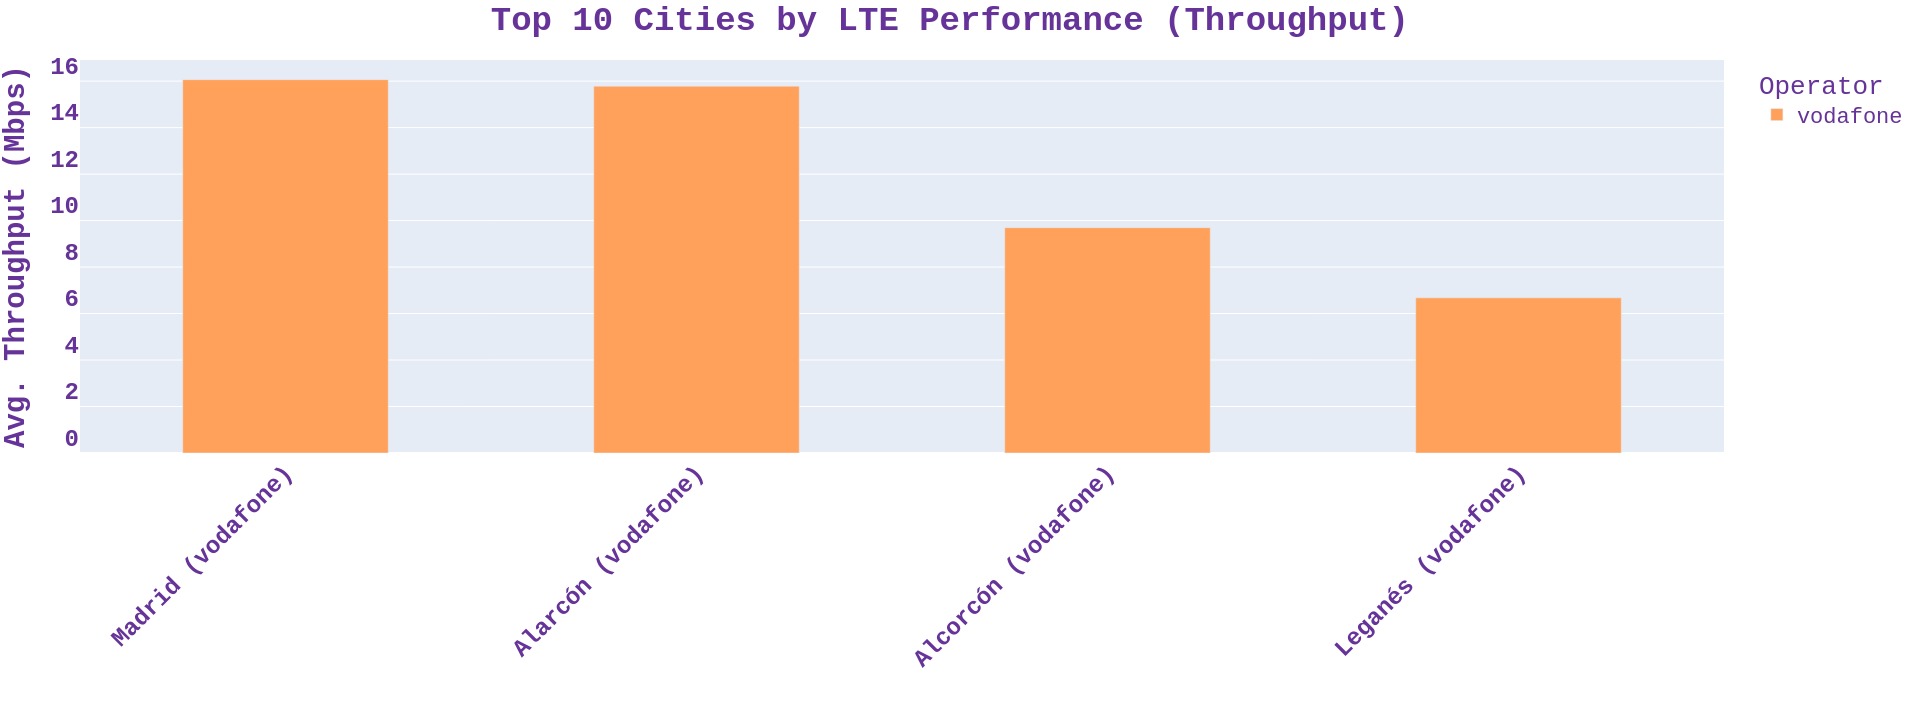 Top 10 Cities by LTE Performance (Throughput)
Avg. Throughput (Mbps)
16
14
12
10
8
6
4
2
0
Madrid (vodafone)
Alarcón (vodafone)
Alcorcón (vodafone)
Leganés (vodafone)
Operator
vodafone